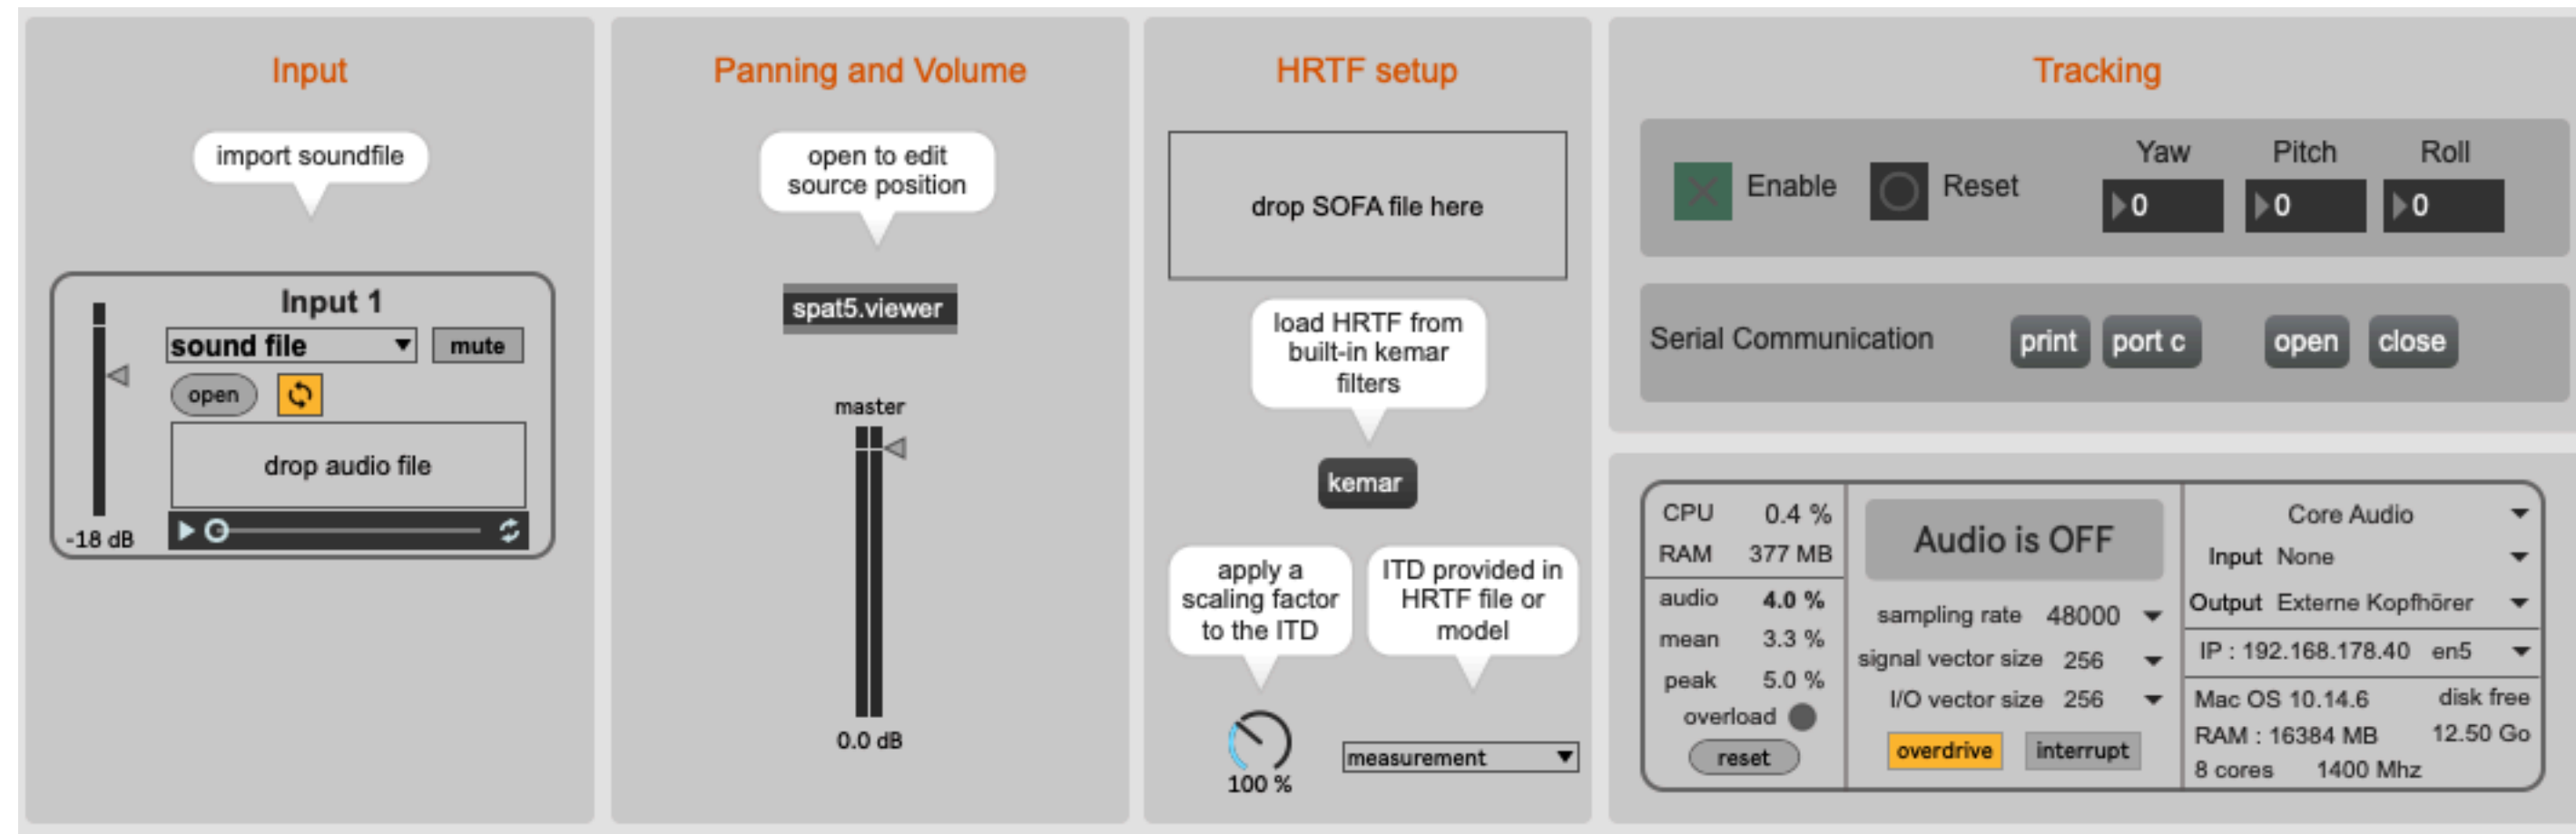 Input
import soundfile
Input 1
sound file
mute
open
drop audio file
-18 dB
Panning and Volume
open to edit
source position
spat5.viewer
master
0.0 dB
HRTF setup
drop SOFA file here
load HRTF from
built-in kemar
filters
kemar
apply a
scaling factor
to the ITD
ITD provided in
HRTF file or
model
100 %
measurement
Tracking
Enable
Reset
Yaw
Pitch
Roll
0
0
0
Serial Communication
print
port c
open
close
CPU 0.4 %
RAM 377 MB
audio 4.0 %
mean 3.3 %
peak 5.0 %
overload
reset
Audio is OFF
sampling rate 48000
signal vector size 256
I/O vector size 256
overdrive
interrupt
Core Audio
Input None
Output Externe Kopfhörer
IP : 192.168.178.40 en5
Mac OS 10.14.6 disk free
RAM : 16384 MB 12.50 Go
8 cores 1400 Mhz